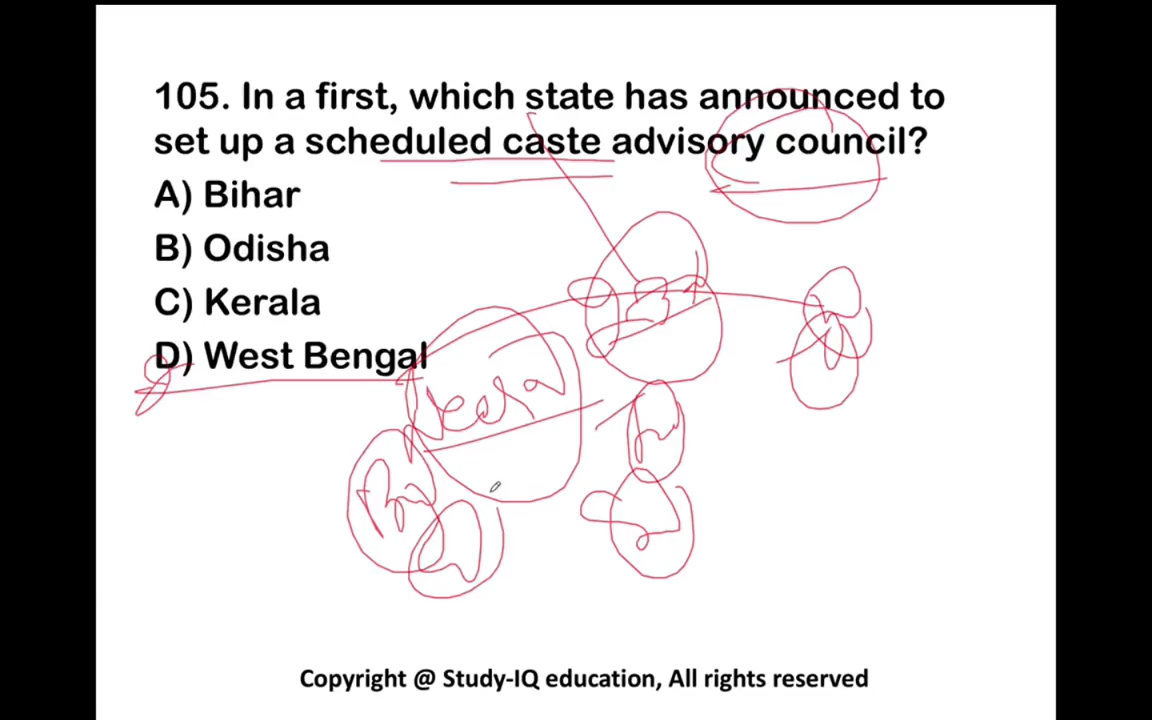 105. In a first, which state has announced to
set up a scheduled caste advisory council?
A) Bihar
B) Odisha
C) Kerala
D) West Bengal
Copyright @ Study-IQ education, All rights reserved